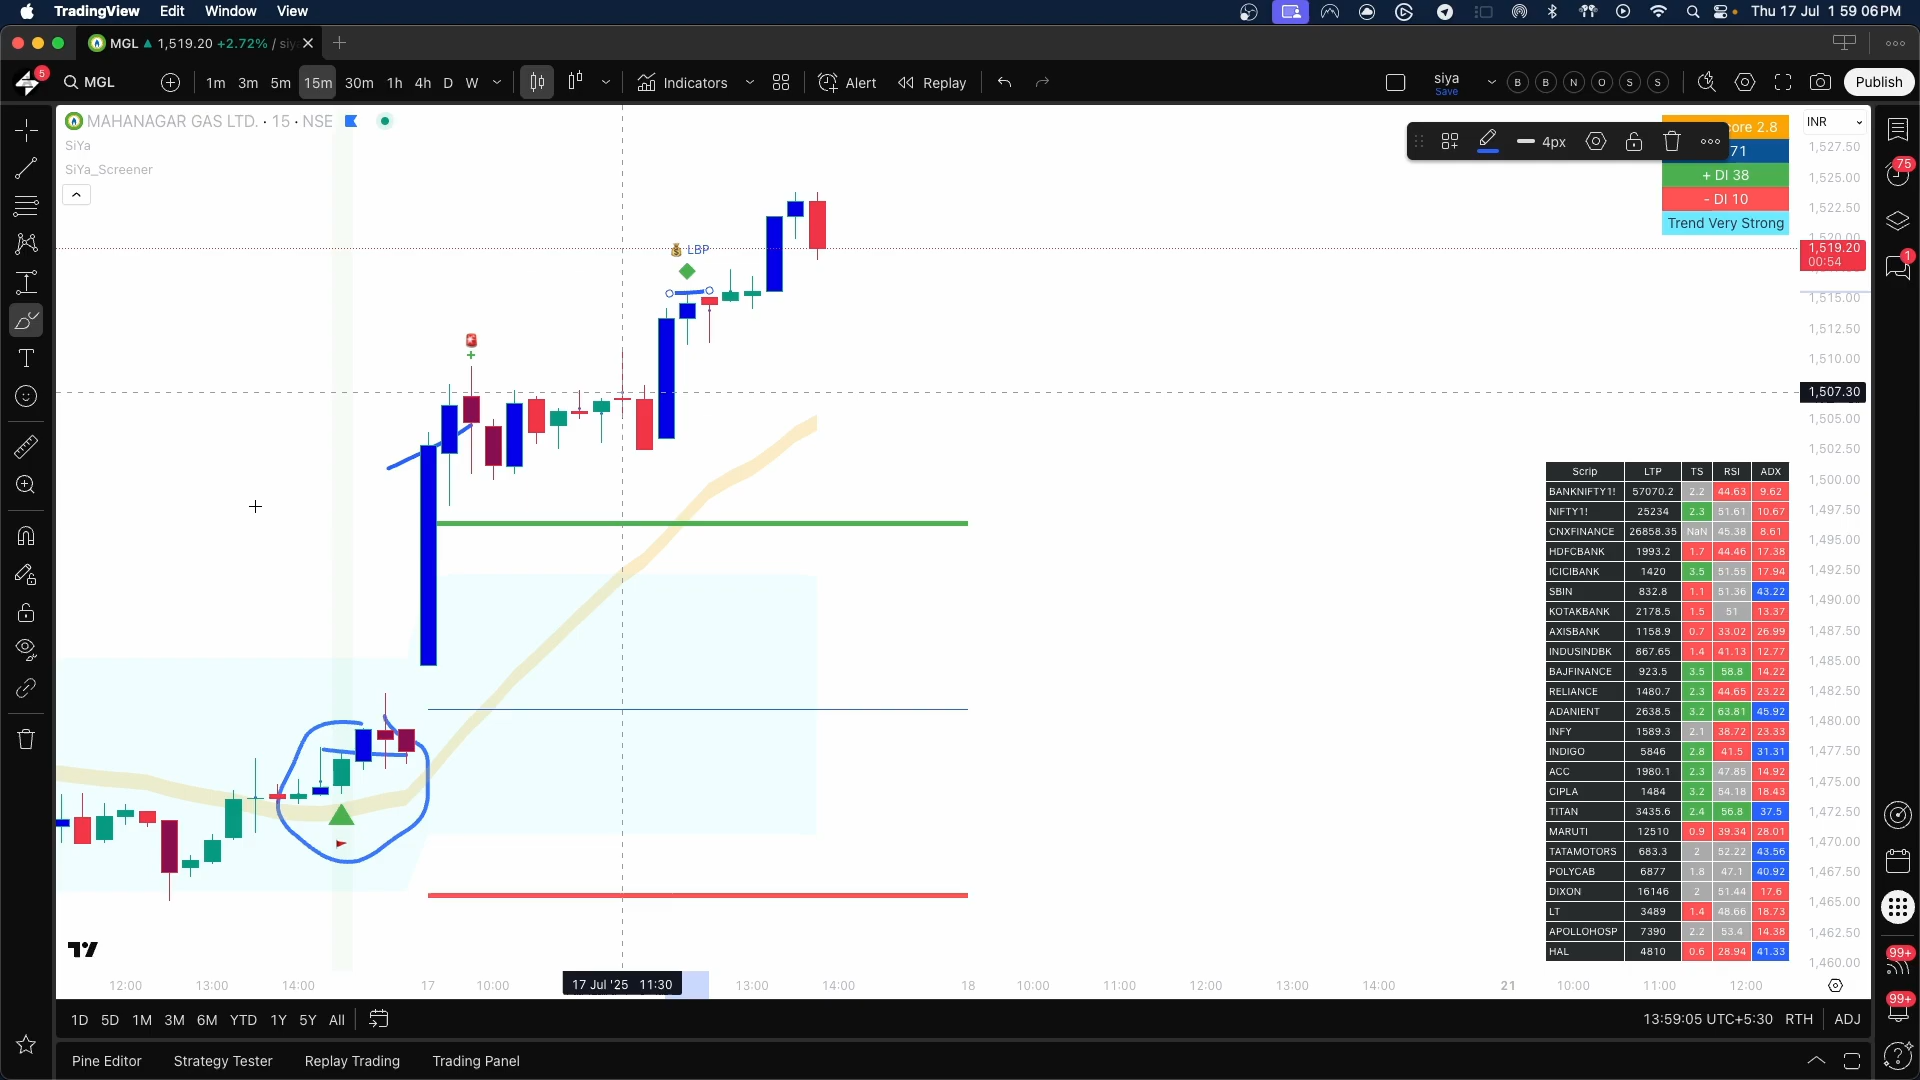 TradingView Edit Window View
Thu 17 Jul 1 59 06PM
MGL ▲ 1,519.20 +2.72% / siy
5
MGL 1m 3m 5m 15m 30m 1h 4h D W Indicators Alert Replay siya Save B B N O S S Publish
MAHANAGAR GAS LTD. · 15 · NSE
SiYa
SiYa_Screener
4px
ore 2.8
71
+ DI 38
- DI 10
Trend Very Strong
LBP
INR
1,527.50
1,525.00
1,522.50
1,520.00
1,519.20
00:54
1,515.00
1,512.50
1,510.00
1,507.30
1,505.00
1,502.50
1,500.00
1,497.50
1,495.00
1,492.50
1,490.00
1,487.50
1,485.00
1,482.50
1,480.00
1,477.50
1,475.00
1,472.50
1,470.00
1,467.50
1,465.00
1,462.50
1,460.00
75
1
99+
99+
Scrip LTP TS RSI ADX
BANKNIFTY1! 57070.2 2.2 44.63 9.62
NIFTY1! 25234 2.3 51.61 10.67
CNXFINANCE 26858.35 NaN 45.38 8.61
HDFCBANK 1993.2 1.7 44.46 17.38
ICICIBANK 1420 3.5 51.55 17.94
SBIN 832.8 1.1 51.36 43.22
KOTAKBANK 2178.5 1.5 51 13.37
AXISBANK 1158.9 0.7 33.02 26.99
INDUSINDBK 867.65 1.4 41.13 12.77
BAJFINANCE 923.5 3.5 58.8 14.22
RELIANCE 1480.7 2.3 44.65 23.22
ADANIENT 2638.5 3.2 63.81 45.92
INFY 1589.3 2.1 38.72 23.33
INDIGO 5846 2.8 41.5 31.31
ACC 1980.1 2.3 47.85 14.92
CIPLA 1484 3.2 54.18 18.43
TITAN 3435.6 2.4 56.8 37.5
MARUTI 12510 0.9 39.34 28.01
TATAMOTORS 683.3 2 52.22 43.56
POLYCAB 6877 1.8 47.1 40.92
DIXON 16146 2 51.44 17.6
LT 3489 1.4 48.66 18.73
APOLLOHOSP 7390 2.2 53.4 14.38
HAL 4810 0.6 28.94 41.33
12:00 13:00 14:00 17 10:00 17 Jul '25 11:30 13:00 14:00 18 10:00 11:00 12:00 13:00 14:00 21 10:00 11:00 12:00
1D 5D 1M 3M 6M YTD 1Y 5Y All
13:59:05 UTC+5:30 RTH ADJ
Pine Editor Strategy Tester Replay Trading Trading Panel